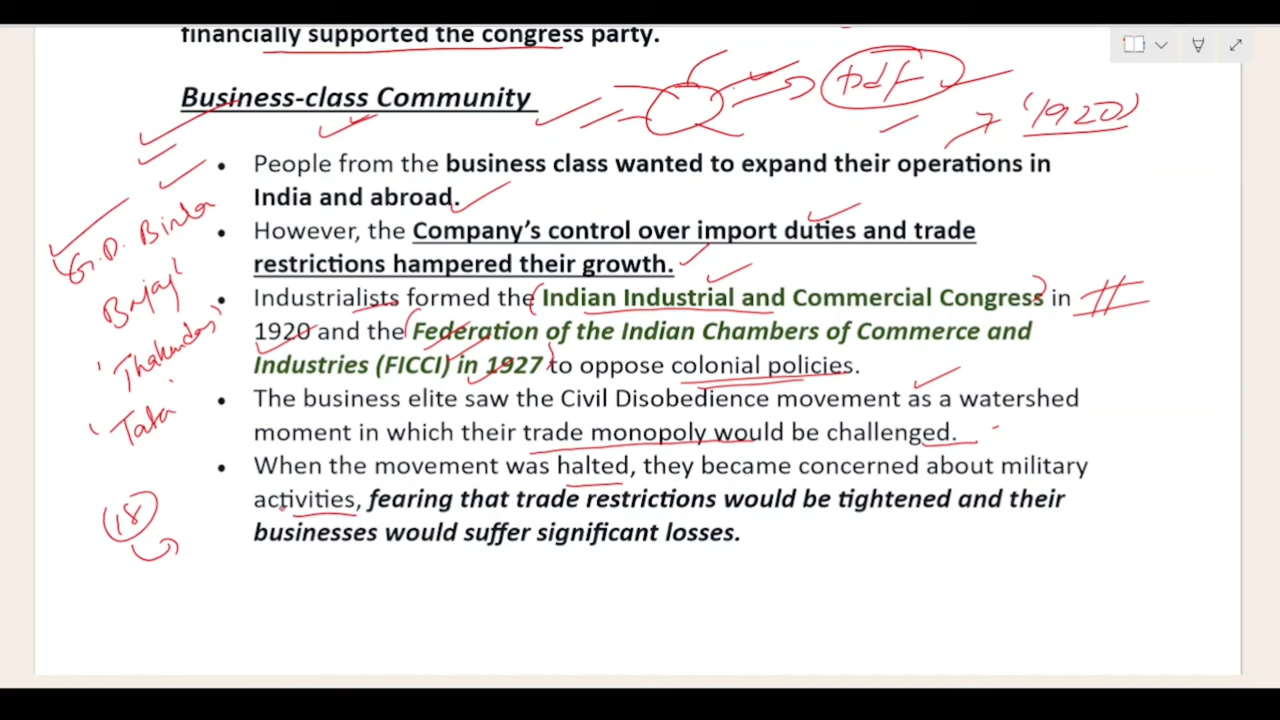 financially supported the congress party.
Business-class Community
pdf
'1920'
• People from the business class wanted to expand their operations in
India and abroad.
• However, the Company's control over import duties and trade
restrictions hampered their growth.
• Industrialists formed the Indian Industrial and Commercial Congress in
1920 and the Federation of the Indian Chambers of Commerce and
Industries (FICCI) in 1927 to oppose colonial policies.
• The business elite saw the Civil Disobedience movement as a watershed
moment in which their trade monopoly would be challenged.
• When the movement was halted, they became concerned about military
activities, fearing that trade restrictions would be tightened and their
businesses would suffer significant losses.
G. D. Birla
Bajaj
'Thakurdas'
'Tata'
18